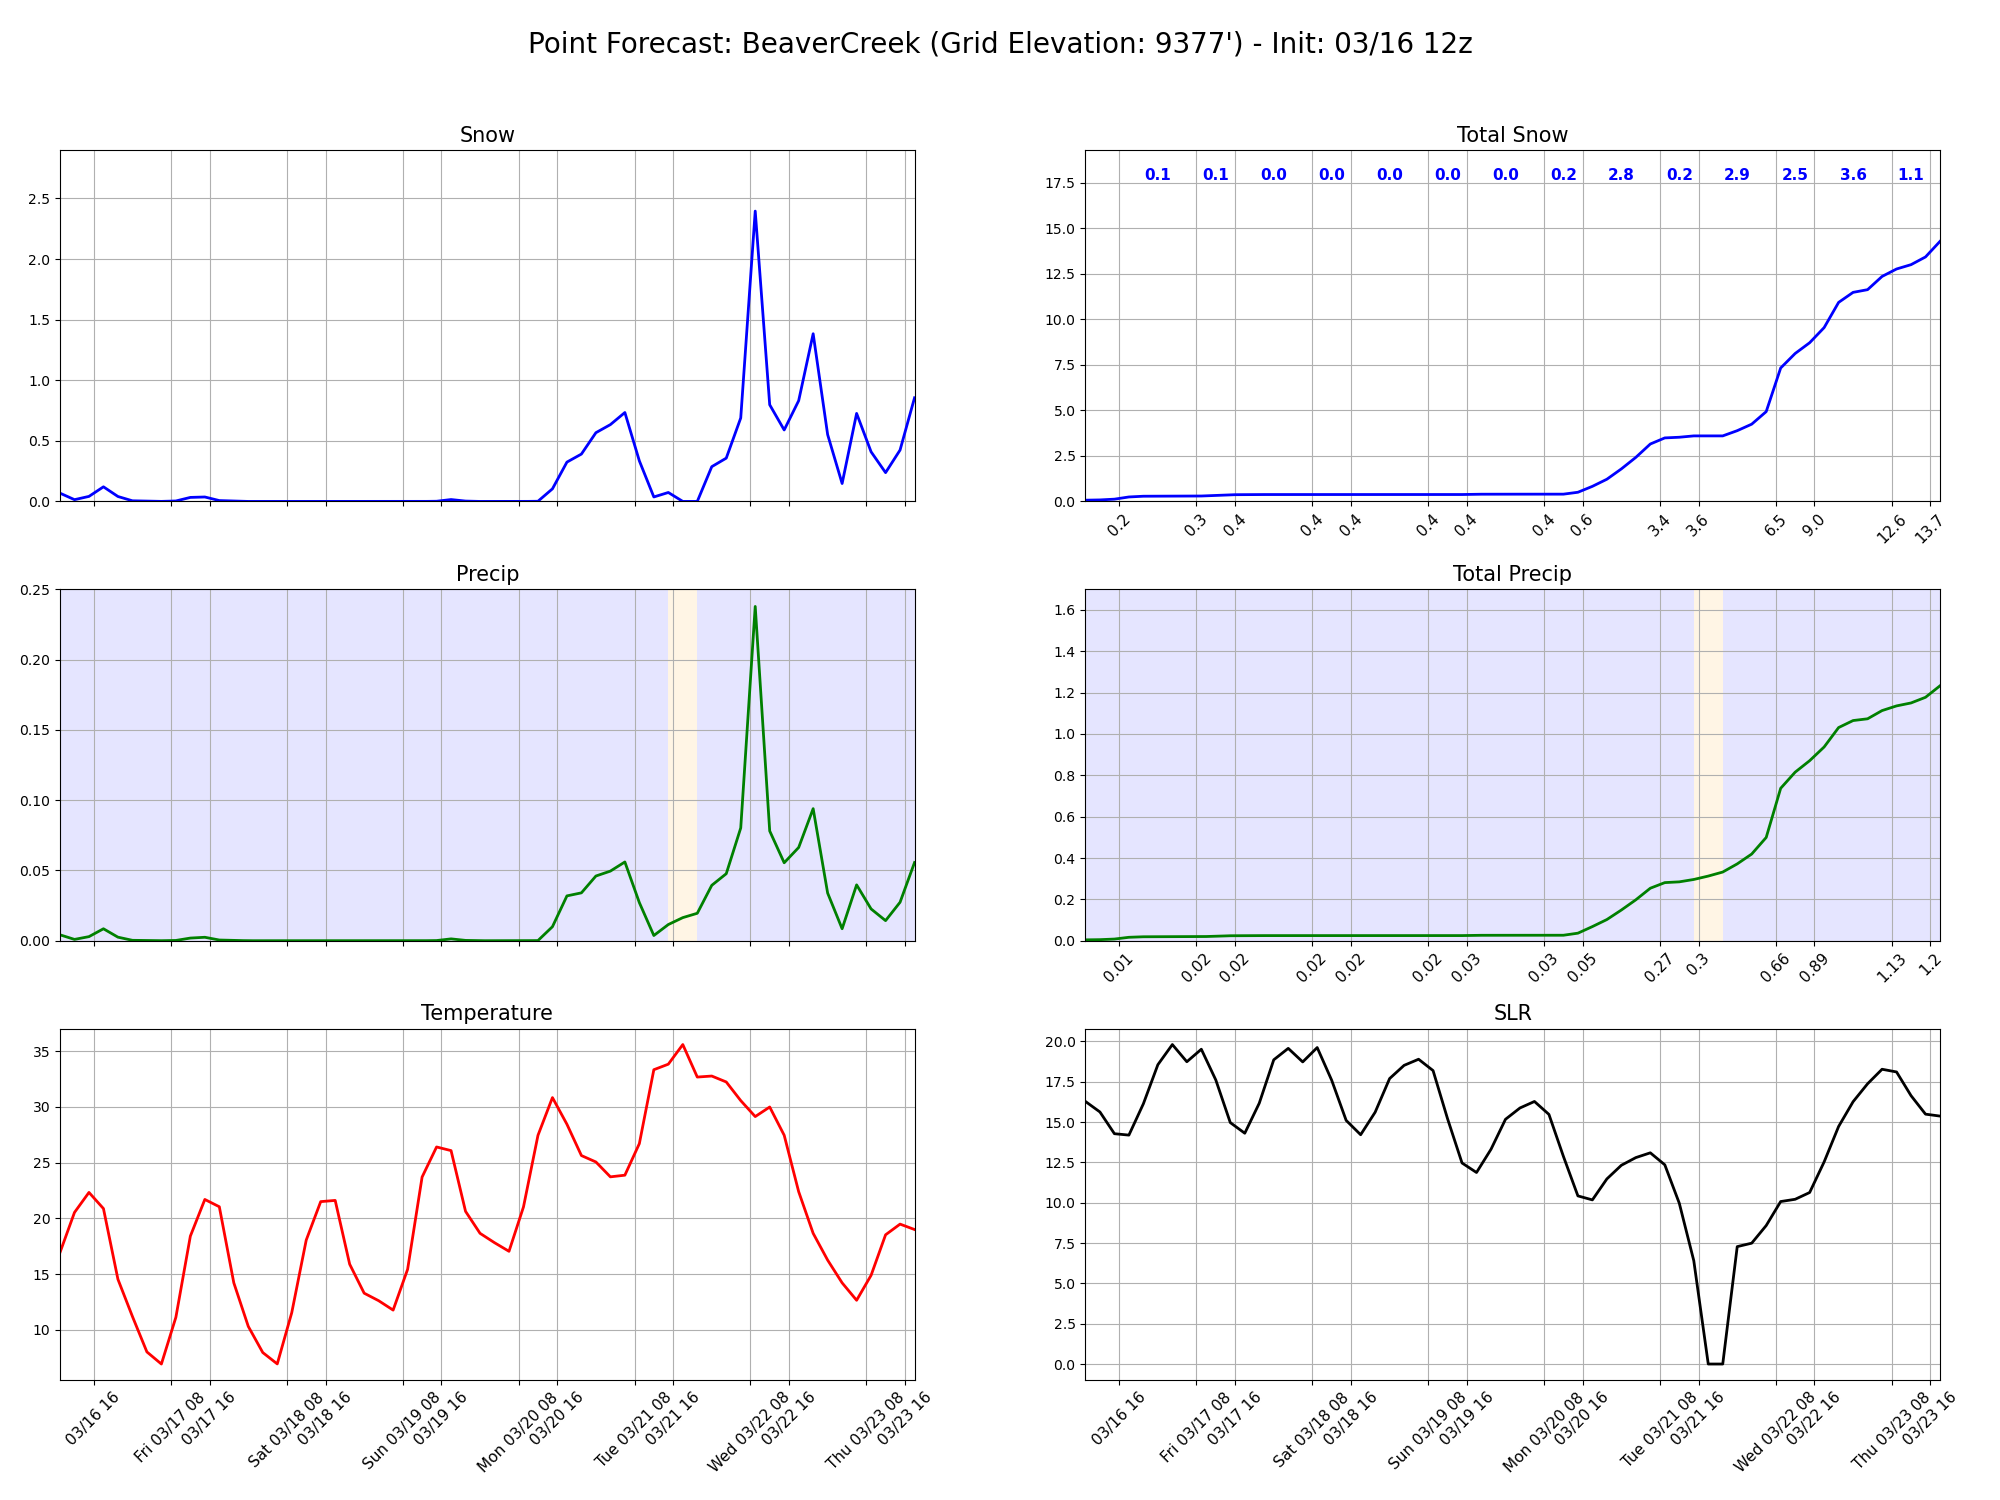 Point Forecast: BeaverCreek (Grid Elevation: 9377') - Init: 03/16 12z
Snow
2.5
2.0
1.5
1.0
0.5
0.0
Total Snow
0.1 0.1 0.0 0.0 0.0 0.0 0.0 0.2 2.8 0.2 2.9 2.5 3.6 1.1
17.5
15.0
12.5
10.0
7.5
5.0
2.5
0.0
0.2 0.3 0.4 0.4 0.4 0.4 0.4 0.4 0.6 3.4 3.6 6.5 9.0 12.6 13.7
Precip
0.25
0.20
0.15
0.10
0.05
0.00
Total Precip
1.6
1.4
1.2
1.0
0.8
0.6
0.4
0.2
0.0
0.01 0.02 0.02 0.02 0.02 0.02 0.03 0.03 0.05 0.27 0.3 0.66 0.89 1.13 1.2
Temperature
35
30
25
20
15
10
03/16 16
Fri 03/17 08
03/17 16
Sat 03/18 08
03/18 16
Sun 03/19 08
03/19 16
Mon 03/20 08
03/20 16
Tue 03/21 08
03/21 16
Wed 03/22 08
03/22 16
Thu 03/23 08
03/23 16
SLR
20.0
17.5
15.0
12.5
10.0
7.5
5.0
2.5
0.0
03/16 16
Fri 03/17 08
03/17 16
Sat 03/18 08
03/18 16
Sun 03/19 08
03/19 16
Mon 03/20 08
03/20 16
Tue 03/21 08
03/21 16
Wed 03/22 08
03/22 16
Thu 03/23 08
03/23 16